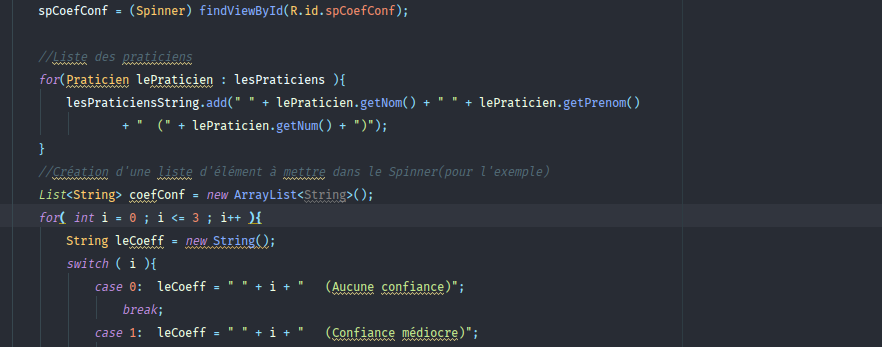 spCoefConf = (Spinner) findViewById(R.id.spCoefConf);
//Liste des praticiens
for(Praticien lePraticien : lesPraticiens ){
lesPraticiensString.add(" " + lePraticien.getNom() + " " + lePraticien.getPrenom()
+ "  (" + lePraticien.getNum() + ")");
}
//Création d'une liste d'élément à mettre dans le Spinner(pour l'exemple)
List<String> coefConf = new ArrayList<String>();
for( int i = 0 ; i <= 3 ; i++ ){
String leCoeff = new String();
switch ( i ){
case 0:  leCoeff = " " + i + "   (Aucune confiance)";
break;
case 1:  leCoeff = " " + i + "   (Confiance médiocre)";